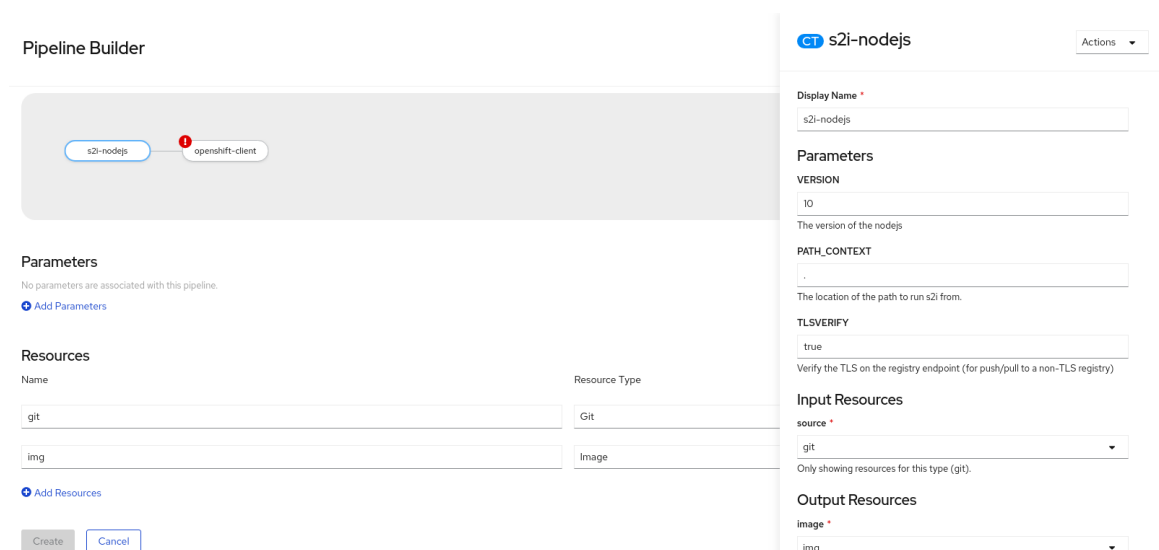 Pipeline Builder
s2i-nodejs
!
openshift-client
Parameters
No parameters are associated with this pipeline.
Add Parameters
Resources
Name
Resource Type
git
Git
img
Image
Add Resources
Create
Cancel
CT s2i-nodejs
Actions
Display Name *
s2i-nodejs
Parameters
VERSION
10
The version of the nodejs
PATH_CONTEXT
.
The location of the path to run s2i from.
TLSVERIFY
true
Verify the TLS on the registry endpoint (for push/pull to a non-TLS registry)
Input Resources
source *
git
Only showing resources for this type (git).
Output Resources
image *
img